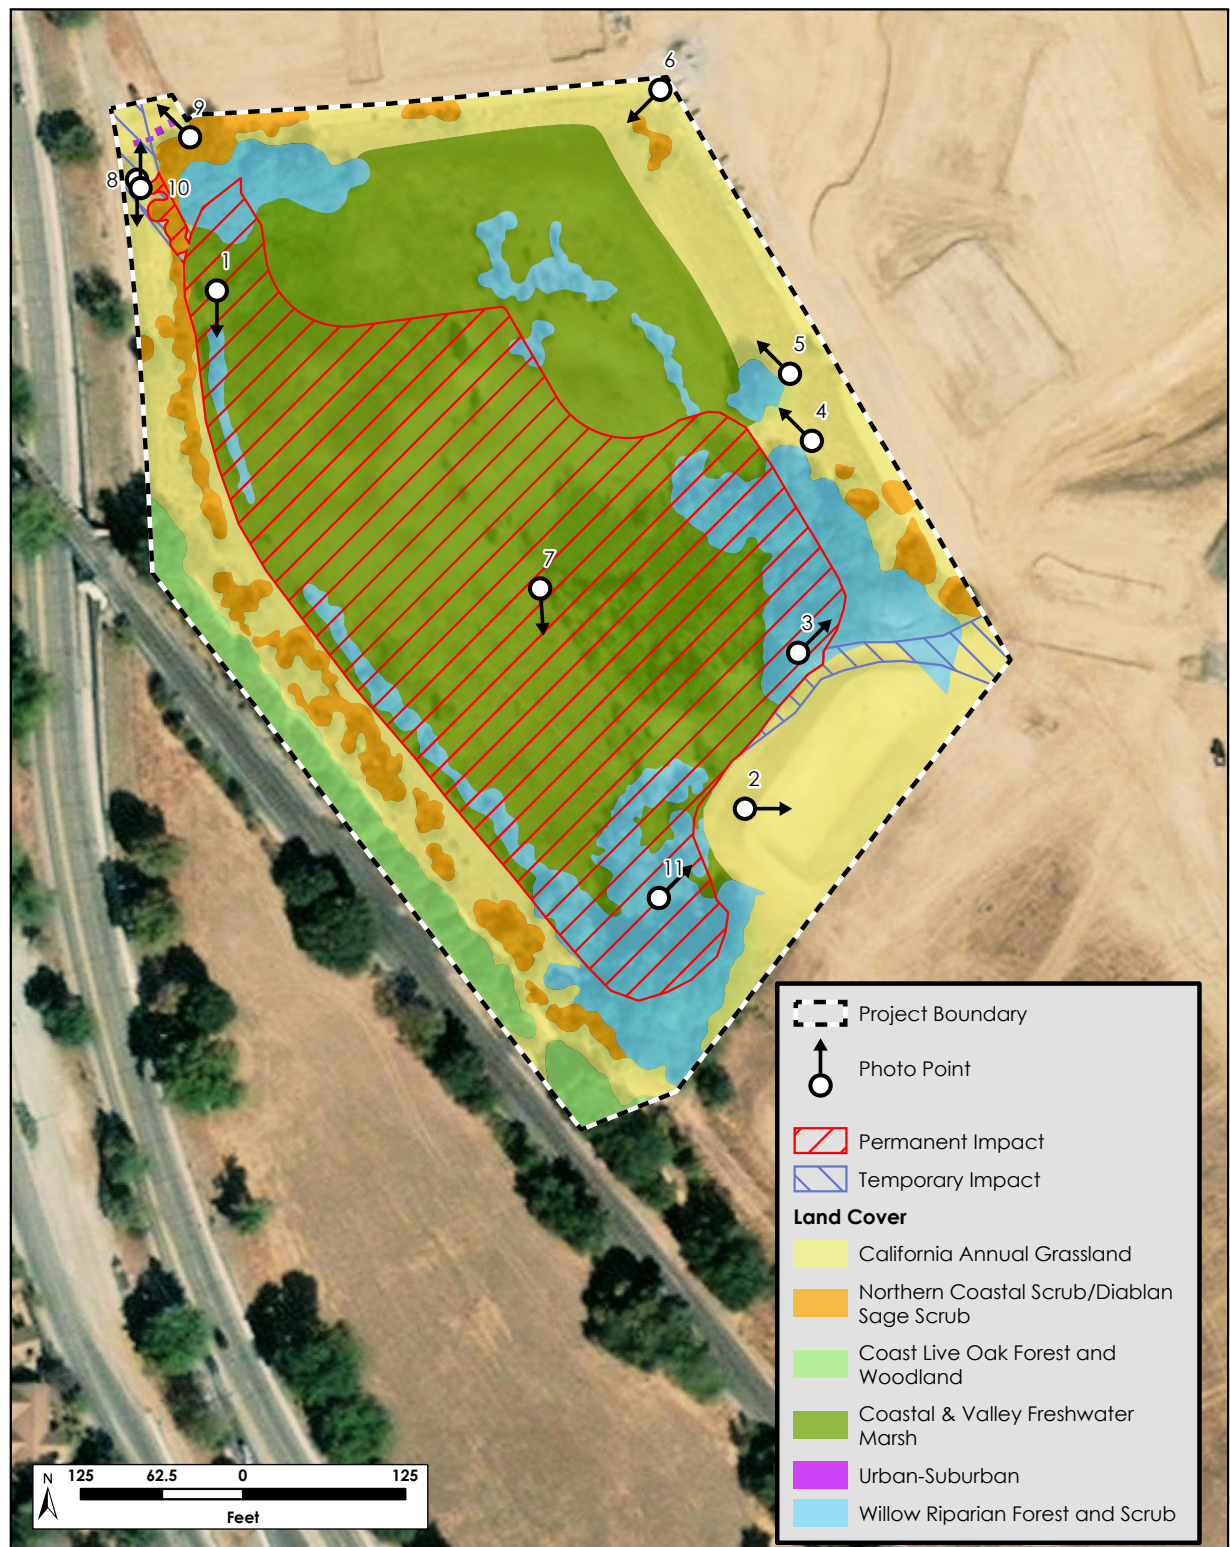 6
9
8
10
1
5
4
7
3
2
11
Project Boundary
Photo Point
Permanent Impact
Temporary Impact
Land Cover
California Annual Grassland
Northern Coastal Scrub/Diablan
Sage Scrub
Coast Live Oak Forest and
Woodland
Coastal & Valley Freshwater
Marsh
Urban-Suburban
Willow Riparian Forest and Scrub
N
125 62.5 0 125
Feet